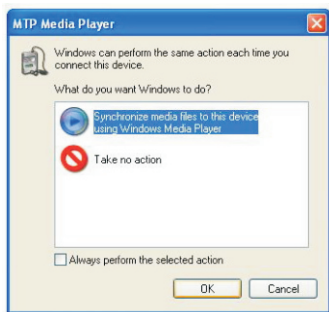 MTP Media Player
Windows can perform the same action each time you
connect this device.
What do you want Windows to do?
Synchronize media files to this device
using Windows Media Player
Take no action
Always perform the selected action
OK
Cancel